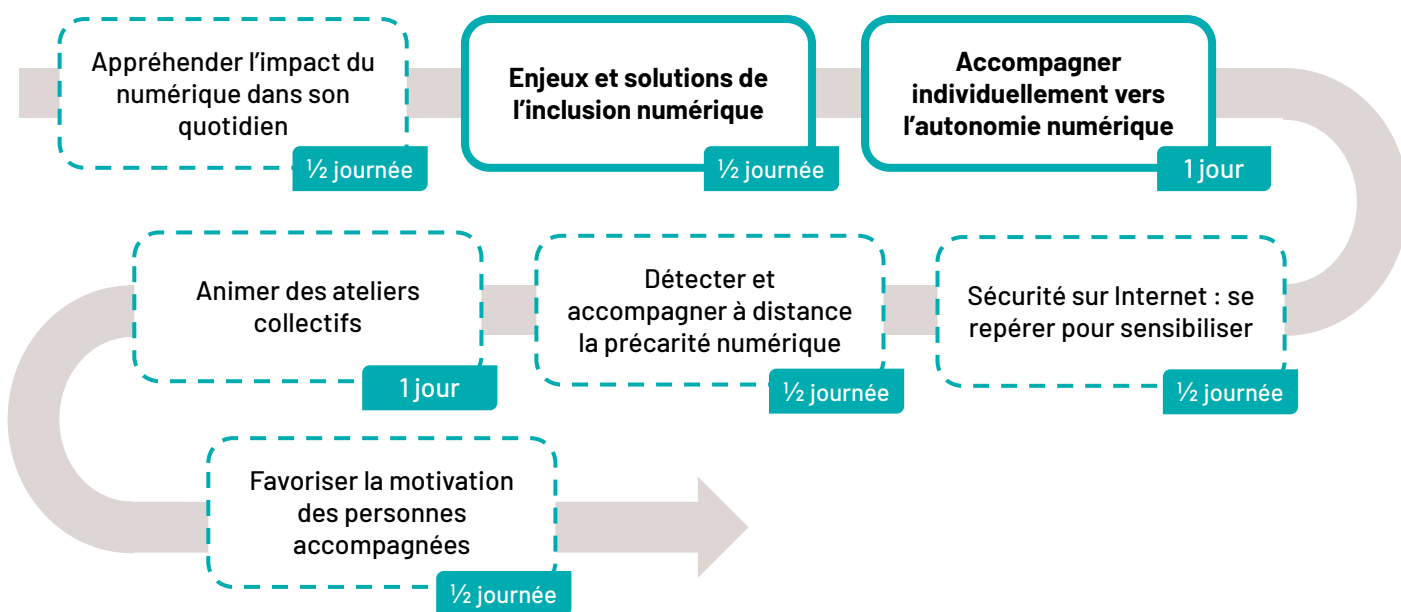 Appréhender l’impact du
numérique dans son
quotidien
½ journée
Enjeux et solutions de
l’inclusion numérique
½ journée
Accompagner
individuellement vers
l’autonomie numérique
1 jour
Sécurité sur Internet : se
repérer pour sensibiliser
½ journée
Détecter et
accompagner à distance
la précarité numérique
½ journée
Animer des ateliers
collectifs
1 jour
Favoriser la motivation
des personnes
accompagnées
½ journée